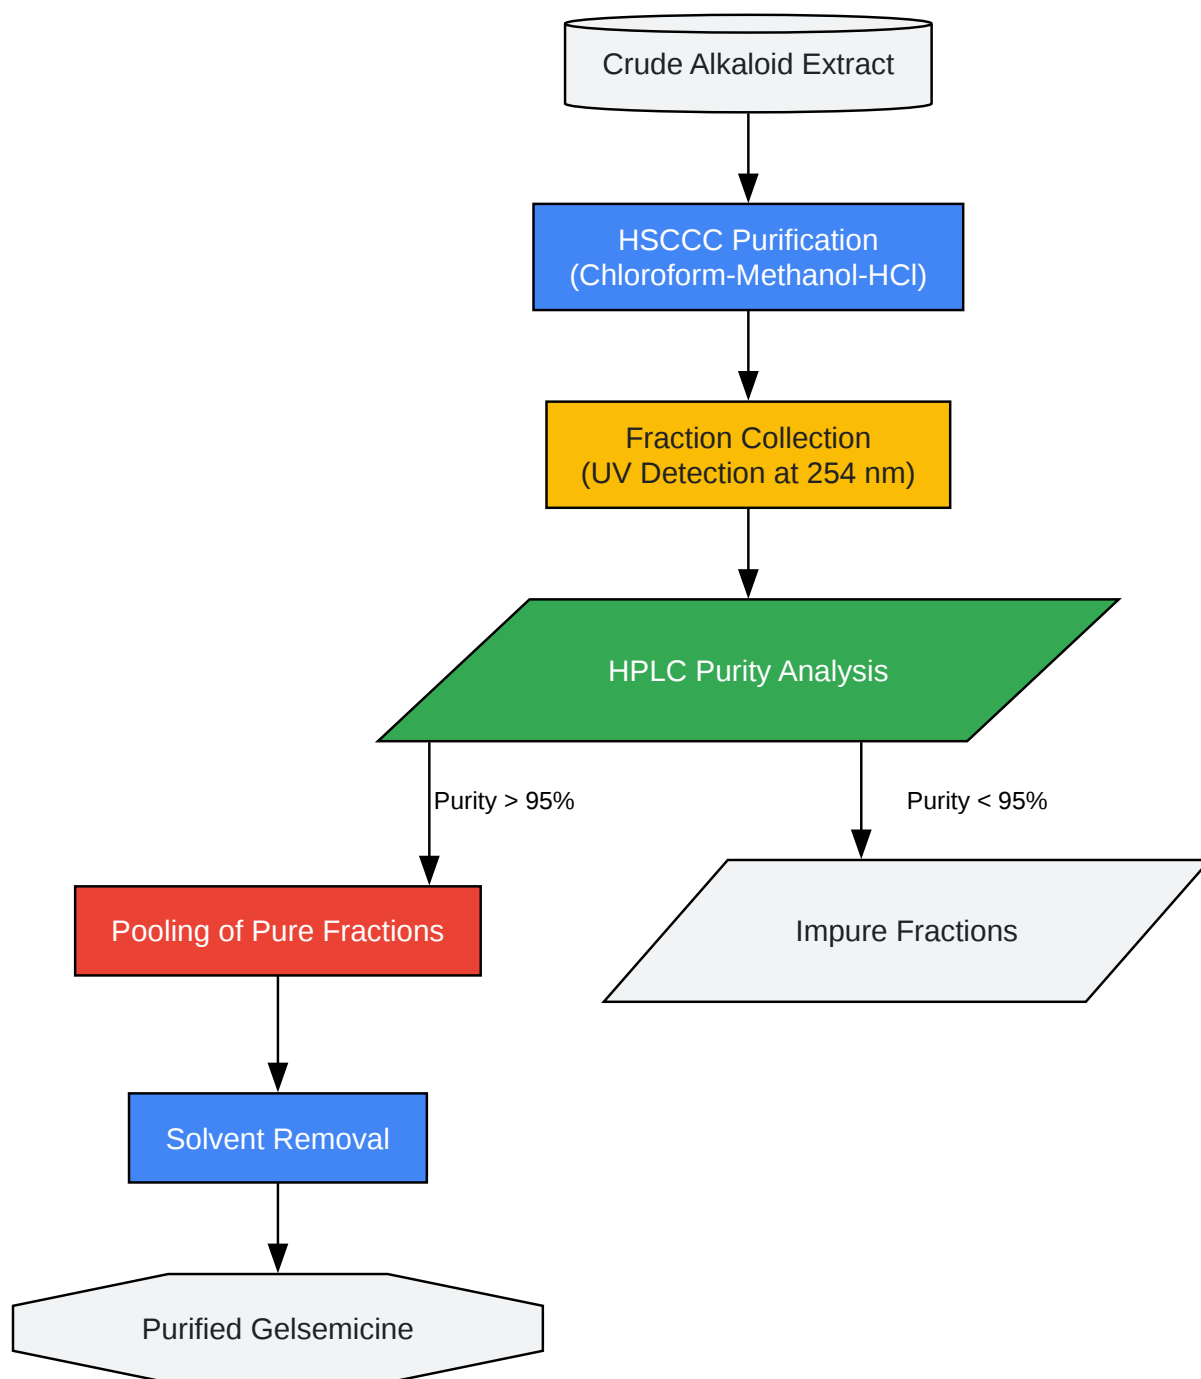 Crude Alkaloid Extract
HSCCC Purification
(Chloroform-Methanol-HCl)
Fraction Collection
(UV Detection at 254 nm)
HPLC Purity Analysis
Purity > 95%
Purity < 95%
Pooling of Pure Fractions
Impure Fractions
Solvent Removal
Purified Gelsemicine